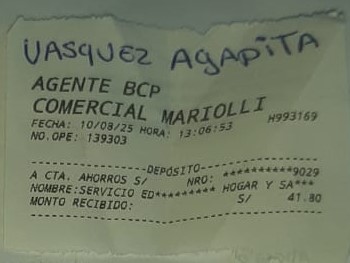 VASQUEZ AGAPITA
AGENTE BCP
COMERCIAL MARIOLLI
FECHA: 10/08/25 HORA: 13:06:53 H993169
NO.OPE: 139303
DEPÓSITO
A CTA. AHORROS S/ NRO: **********9029
NOMBRE:SERVICIO ED********* HOGAR Y SA***
MONTO RECIBIDO: S/ 41.80